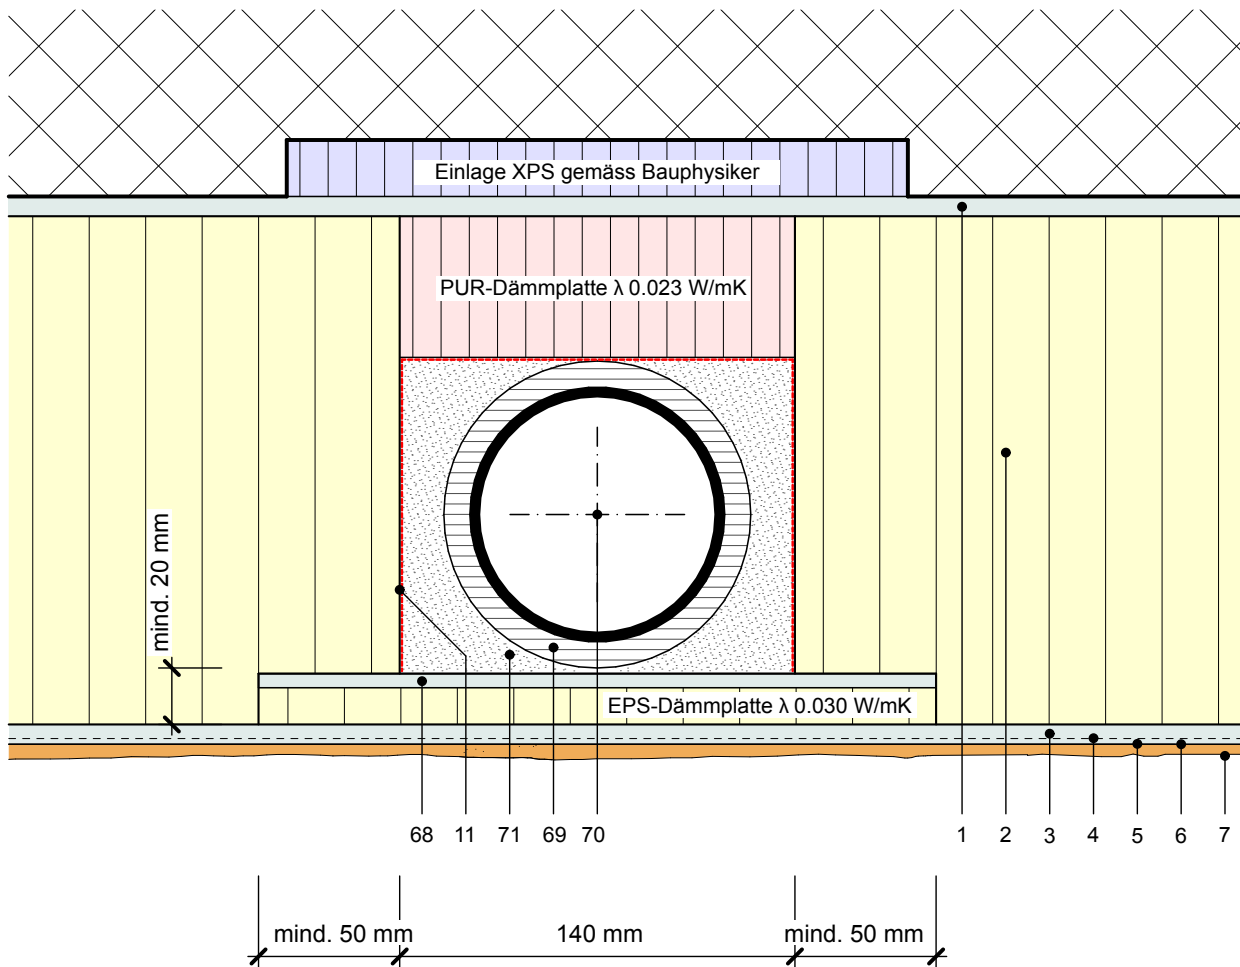 Einlage XPS gemäss Bauphysiker
PUR-Dämmplatte λ 0.023 W/mK
mind. 20 mm
EPS-Dämmplatte λ 0.030 W/mK
68 11 71 69 70 1 2 3 4 5 6 7
mind. 50 mm 140 mm mind. 50 mm